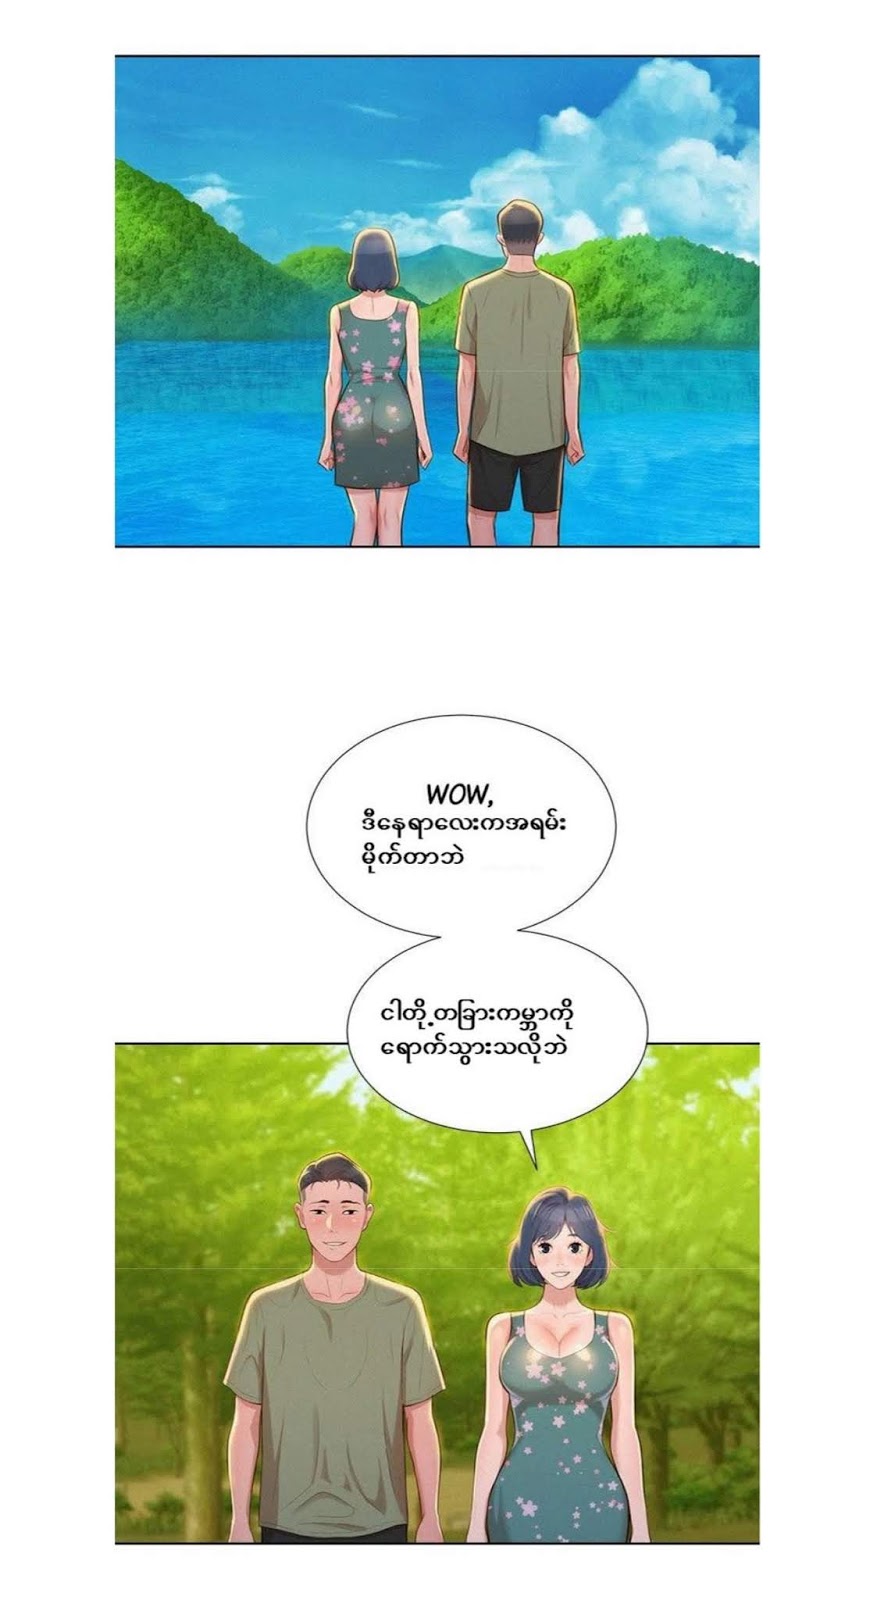 WOW,
ဒီနေရာလေးကအရမ်း
မိုက်တာဘဲ
ငါတို့တခြားကမ္ဘာကို
ရောက်သွားသလိုဘဲ